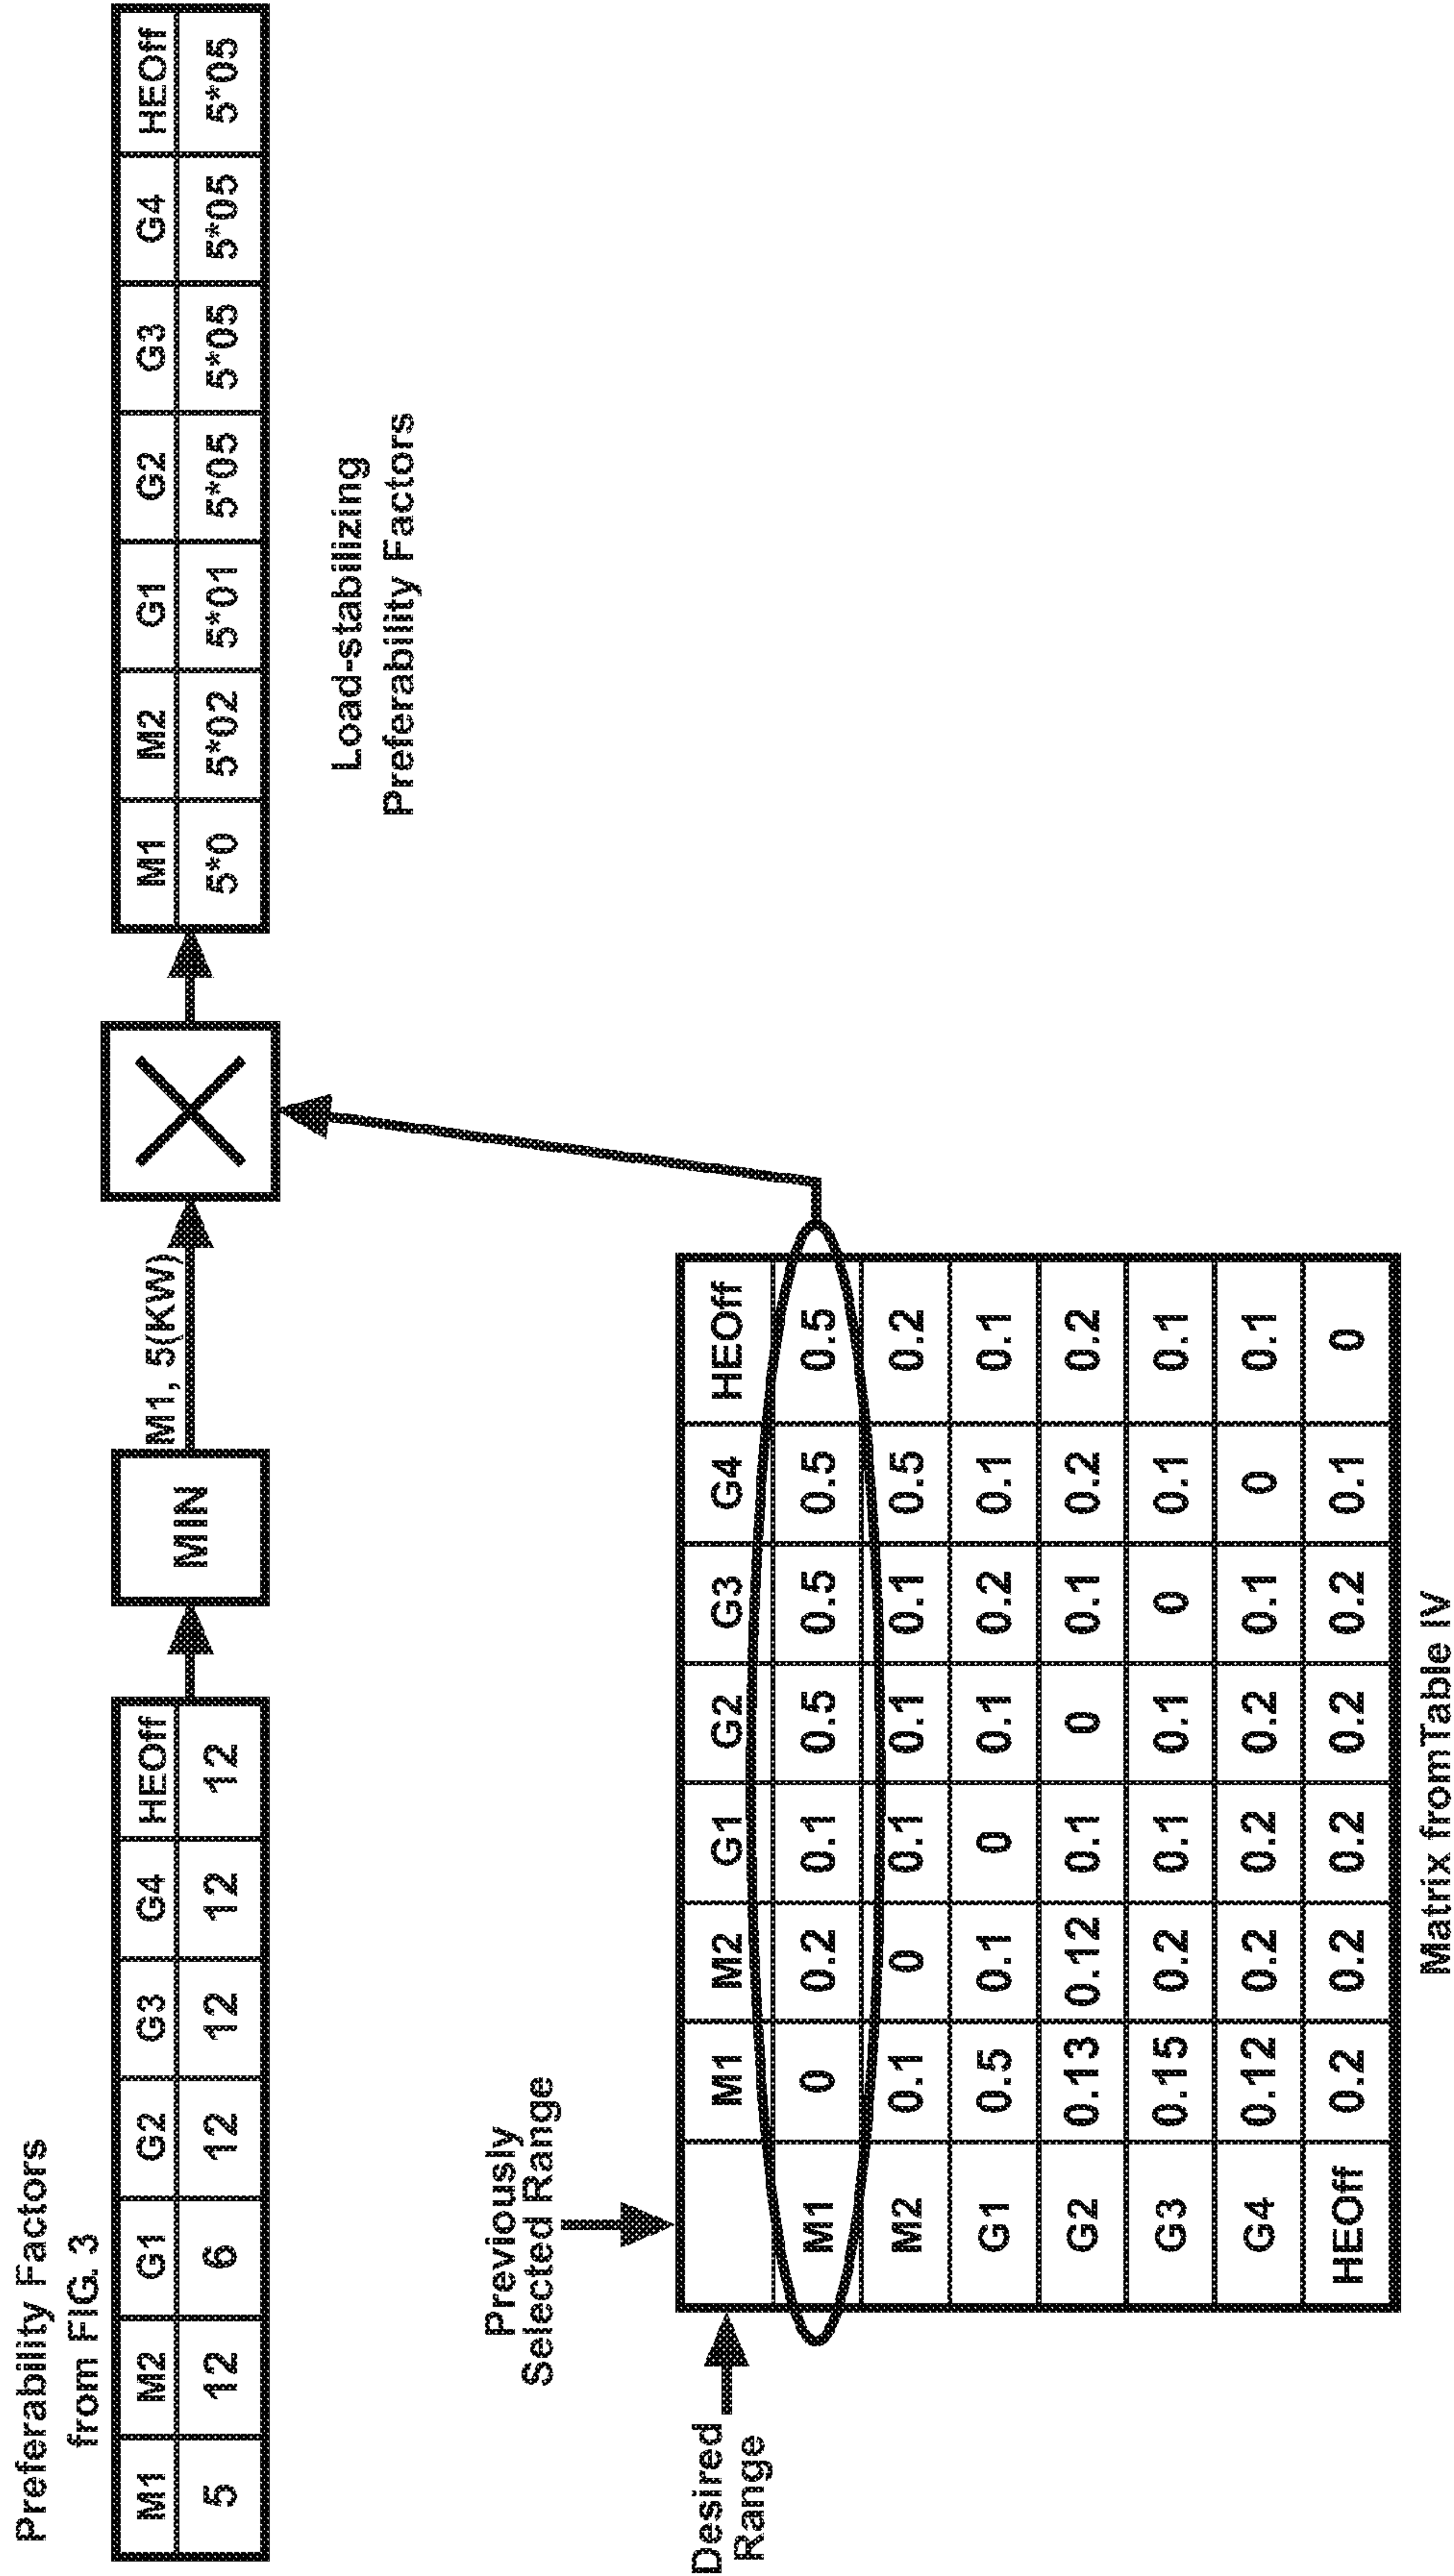 Preferability Factors
from FIG. 3
M1 M2 G1 G2 G3 G4 HEOff
5 12 6 12 12 12 12
MIN
M1, 5(KW)
M1 M2 G1 G2 G3 G4 HEOff
5*0 5*02 5*01 5*05 5*05 5*05 5*05
Load-stabilizing
Preferability Factors
Previously
Selected Range
Desired
Range
M1 M2 G1 G2 G3 G4 HEOff
M1 0 0.2 0.1 0.5 0.5 0.5 0.5
M2 0.1 0 0.1 0.1 0.1 0.5 0.2
G1 0.5 0.1 0 0.1 0.2 0.1 0.1
G2 0.13 0.12 0.1 0 0.1 0.2 0.2
G3 0.15 0.2 0.1 0.1 0 0.1 0.1
G4 0.12 0.2 0.2 0.2 0.1 0 0.1
HEOff 0.2 0.2 0.2 0.2 0.2 0.1 0
Matrix fromTable IV